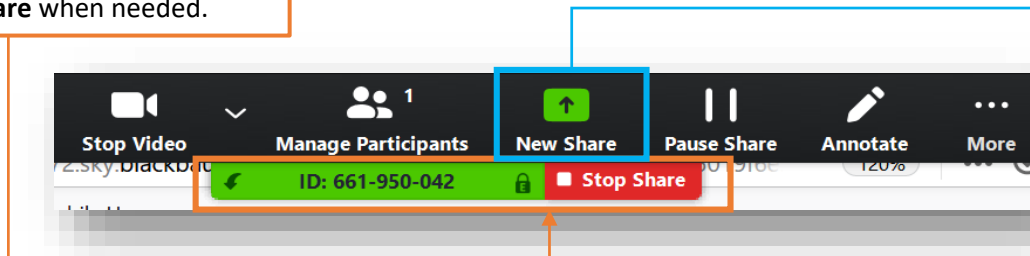 are when needed.
1
Stop Video Manage Participants New Share Pause Share Annotate More
ID: 661-950-042 Stop Share
120%